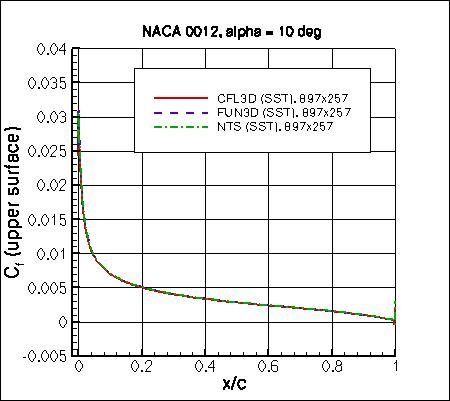 NACA 0012, alpha = 10 deg
CFL3D (SST), 897x257
FUN3D (SST), 897x257
NTS (SST), 897x257
Cf (upper surface)
0.04
0.035
0.03
0.025
0.02
0.015
0.01
0.005
0
-0.005
0 0.2 0.4 0.6 0.8 1
x/c